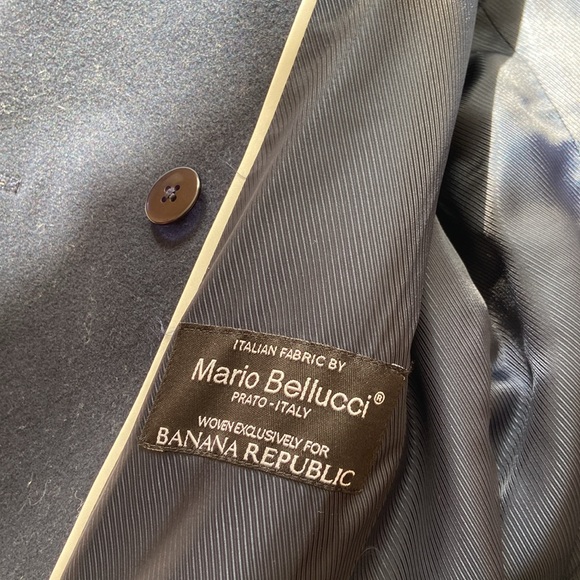 ITALIAN FABRIC BY
Mario Bellucci®
PRATO - ITALY
WOVEN EXCLUSIVELY FOR
BANANA REPUBLIC